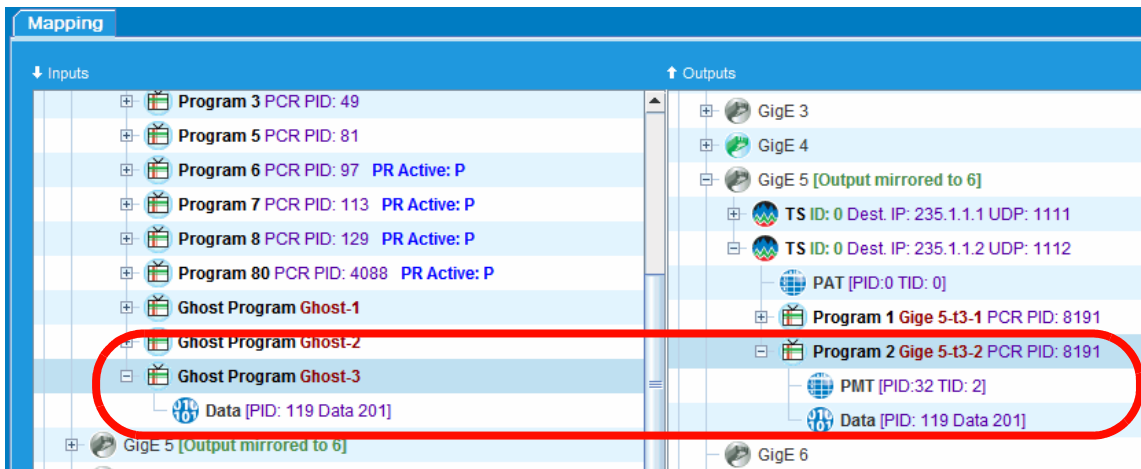 Mapping
Inputs
Program 3 PCR PID: 49
Program 5 PCR PID: 81
Program 6 PCR PID: 97 PR Active: P
Program 7 PCR PID: 113 PR Active: P
Program 8 PCR PID: 129 PR Active: P
Program 80 PCR PID: 4088 PR Active: P
Ghost Program Ghost-1
Ghost Program Ghost-2
Ghost Program Ghost-3
Data [PID: 119 Data 201]
GigE 5 [Output mirrored to 6]
Outputs
GigE 3
GigE 4
GigE 5 [Output mirrored to 6]
TS ID: 0 Dest. IP: 235.1.1.1 UDP: 1111
TS ID: 0 Dest. IP: 235.1.1.2 UDP: 1112
PAT [PID:0 TID: 0]
Program 1 Gige 5-t3-1 PCR PID: 8191
Program 2 Gige 5-t3-2 PCR PID: 8191
PMT [PID:32 TID: 2]
Data [PID: 119 Data 201]
GigE 6